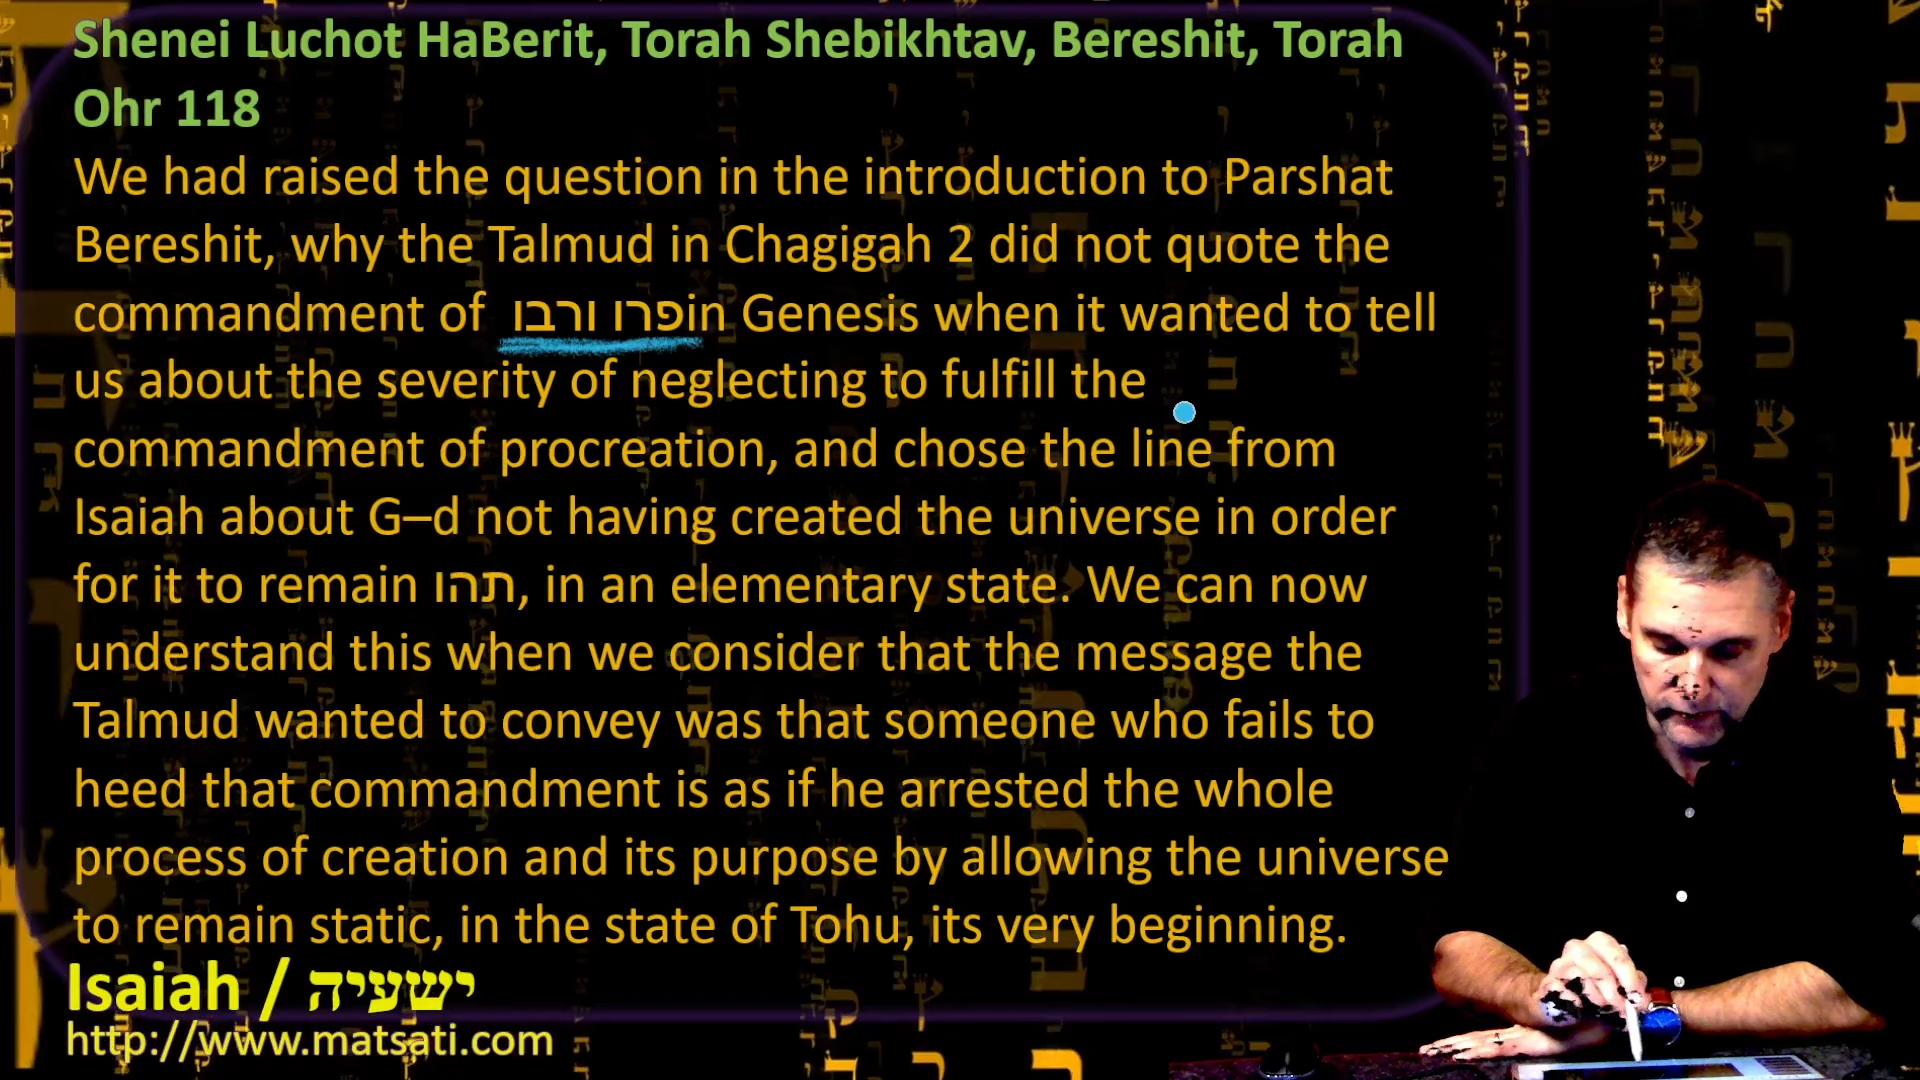 Shenei Luchot HaBerit, Torah Shebikhtav, Bereshit, Torah
Ohr 118
We had raised the question in the introduction to Parshat
Bereshit, why the Talmud in Chagigah 2 did not quote the
commandment of פרו ורבוin Genesis when it wanted to tell
us about the severity of neglecting to fulfill the
commandment of procreation, and chose the line from
Isaiah about G–d not having created the universe in order
for it to remain תהו, in an elementary state. We can now
understand this when we consider that the message the
Talmud wanted to convey was that someone who fails to
heed that commandment is as if he arrested the whole
process of creation and its purpose by allowing the universe
to remain static, in the state of Tohu, its very beginning.
Isaiah / ישעיה
http://www.matsati.com